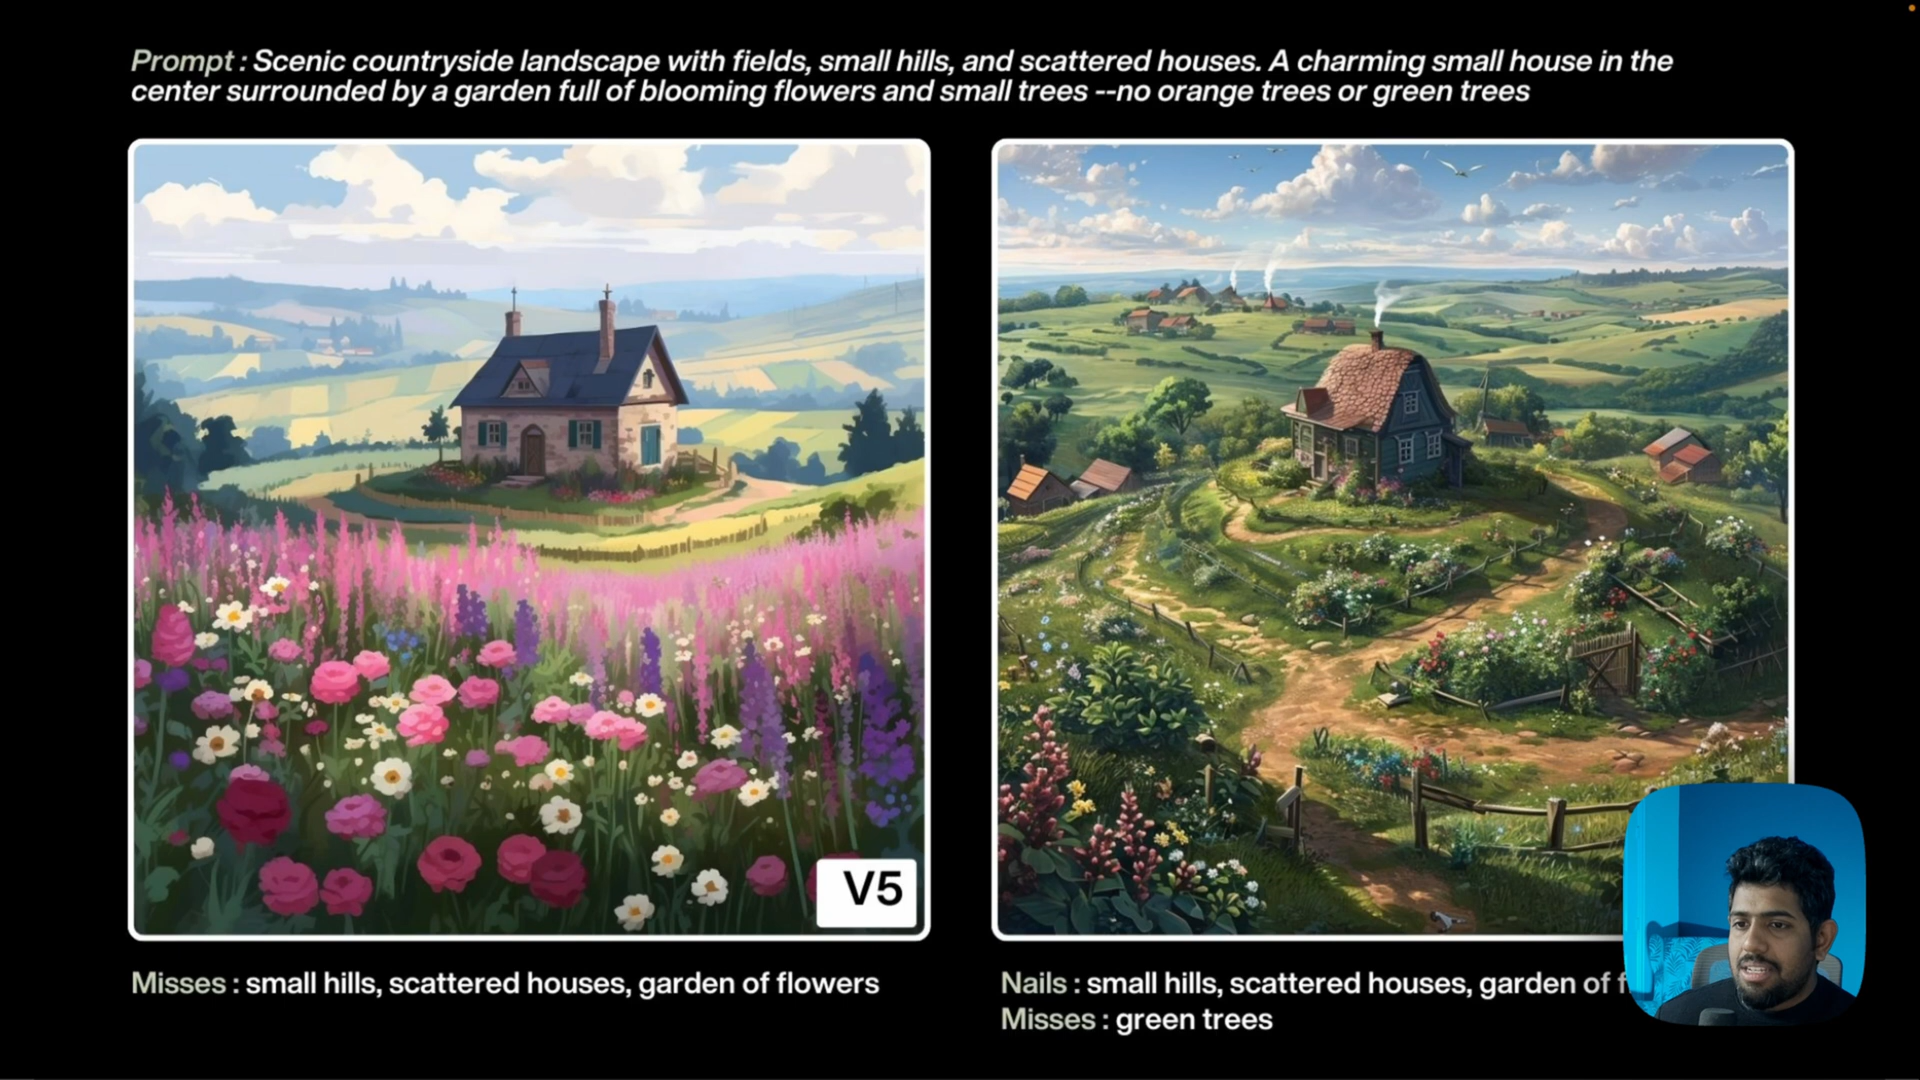 Prompt : Scenic countryside landscape with fields, small hills, and scattered houses. A charming small house in the
center surrounded by a garden full of blooming flowers and small trees --no orange trees or green trees
V5
Misses : small hills, scattered houses, garden of flowers
Nails : small hills, scattered houses, garden of
Misses : green trees